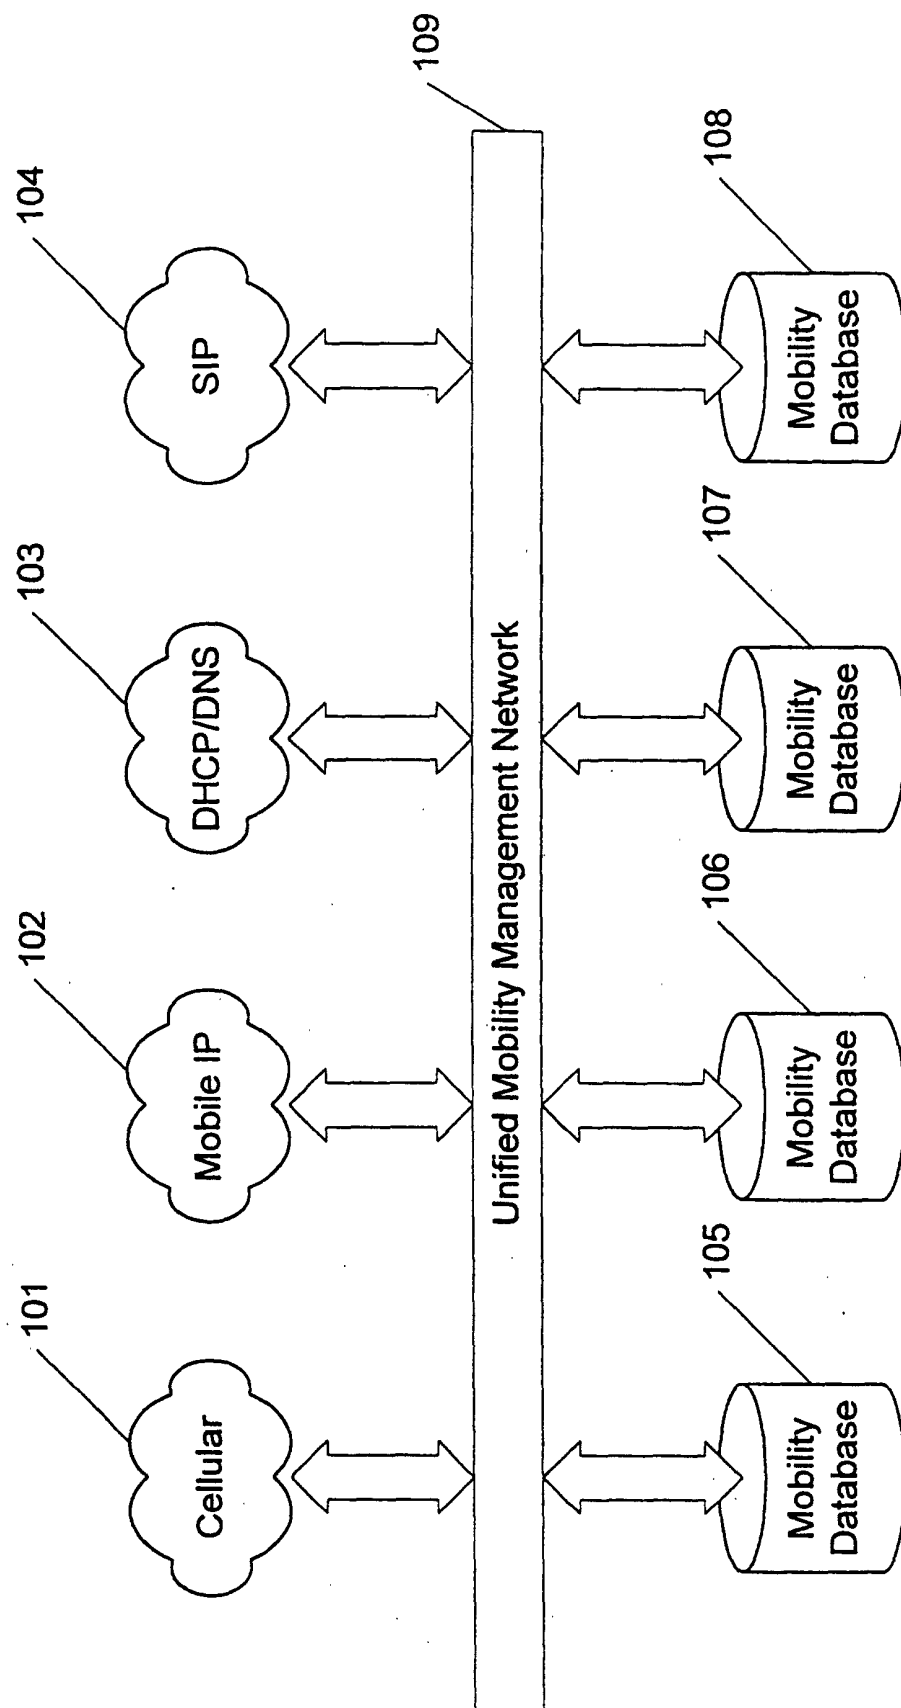 101
102
103
104
Cellular
Mobile IP
DHCP/DNS
SIP
109
Unified Mobility Management Network
105
106
107
108
Mobility
Database
Mobility
Database
Mobility
Database
Mobility
Database